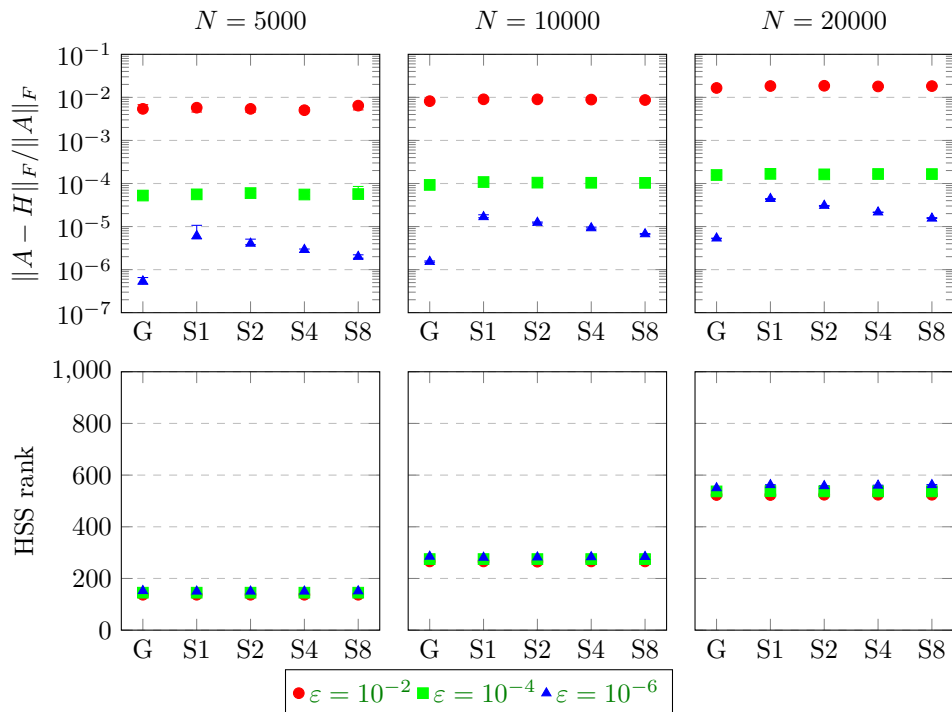 N = 5000 N = 10000 N = 20000
‖A − H‖_F/‖A‖_F
10^{-1}
10^{-2}
10^{-3}
10^{-4}
10^{-5}
10^{-6}
10^{-7}
G S1 S2 S4 S8 G S1 S2 S4 S8 G S1 S2 S4 S8
HSS rank
1,000
800
600
400
200
0
G S1 S2 S4 S8 G S1 S2 S4 S8 G S1 S2 S4 S8
ε = 10^{-2} ε = 10^{-4} ε = 10^{-6}